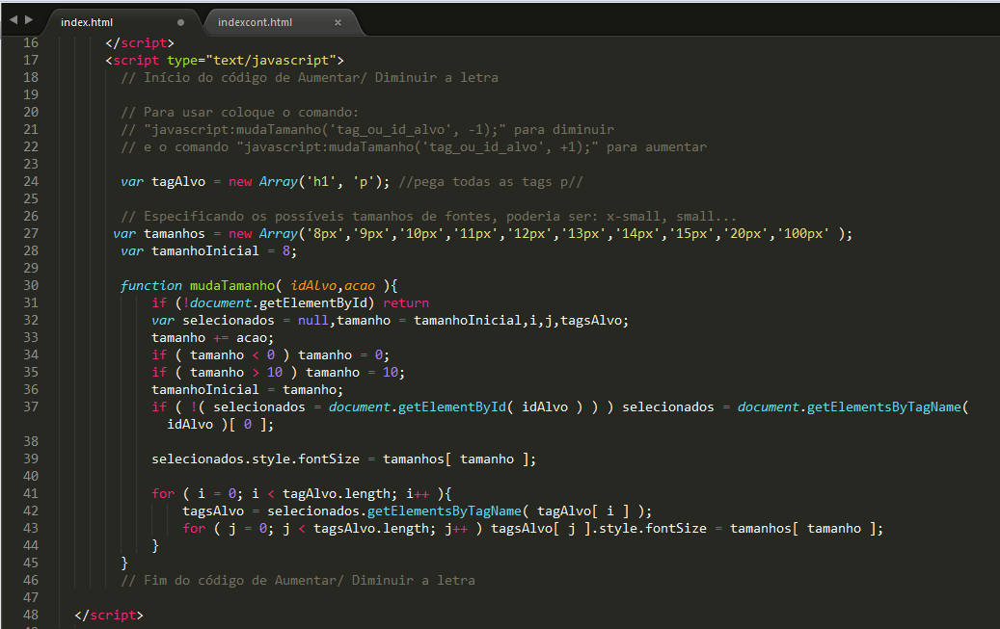 index.html
indexcont.html
16 </script>
17 <script type="text/javascript">
18 // Início do código de Aumentar/ Diminuir a letra
19
20 // Para usar coloque o comando:
21 // "javascript:mudaTamanho('tag_ou_id_alvo', -1);" para diminuir
22 // e o comando "javascript:mudaTamanho('tag_ou_id_alvo', +1);" para aumentar
23
24 var tagAlvo = new Array('h1', 'p'); //pega todas as tags p//
25
26 // Especificando os possíveis tamanhos de fontes, poderia ser: x-small, small...
27 var tamanhos = new Array('8px','9px','10px','11px','12px','13px','14px','15px','20px','100px' );
28 var tamanhoInicial = 8;
29
30 function mudaTamanho( idAlvo,acao ){
31 if (!document.getElementById) return
32 var selecionados = null,tamanho = tamanhoInicial,i,j,tagsAlvo;
33 tamanho += acao;
34 if ( tamanho < 0 ) tamanho = 0;
35 if ( tamanho > 10 ) tamanho = 10;
36 tamanhoInicial = tamanho;
37 if ( !( selecionados = document.getElementById( idAlvo ) ) ) selecionados = document.getElementsByTagName(
idAlvo )[ 0 ];
38
39 selecionados.style.fontSize = tamanhos[ tamanho ];
40
41 for ( i = 0; i < tagAlvo.length; i++ ){
42 tagsAlvo = selecionados.getElementsByTagName( tagAlvo[ i ] );
43 for ( j = 0; j < tagsAlvo.length; j++ ) tagsAlvo[ j ].style.fontSize = tamanhos[ tamanho ];
44 }
45 }
46 // Fim do código de Aumentar/ Diminuir a letra
47
48 </script>